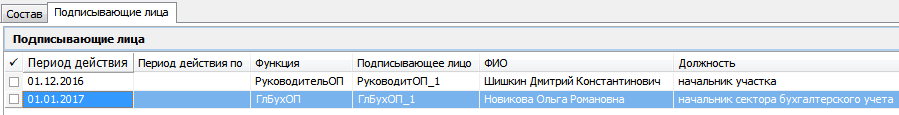 Состав Подписывающие лица
Подписывающие лица
✓ Период действия Период действия по Функция Подписывающее лицо ФИО Должность
01.12.2016 РуководительОП РуководитОП_1 Шишкин Дмитрий Константинович начальник участка
01.01.2017 ГлБухОП ГлБухОП_1 Новикова Ольга Романовна начальник сектора бухгалтерского учета